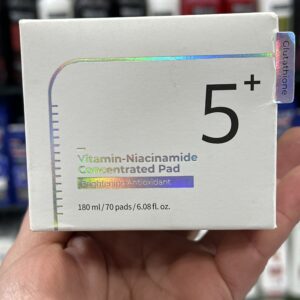 Glutathione
5+
Vitamin-Niacinamide
Concentrated Pad
Brightening Antioxidant
180 ml / 70 pads / 6.08 fl. oz.